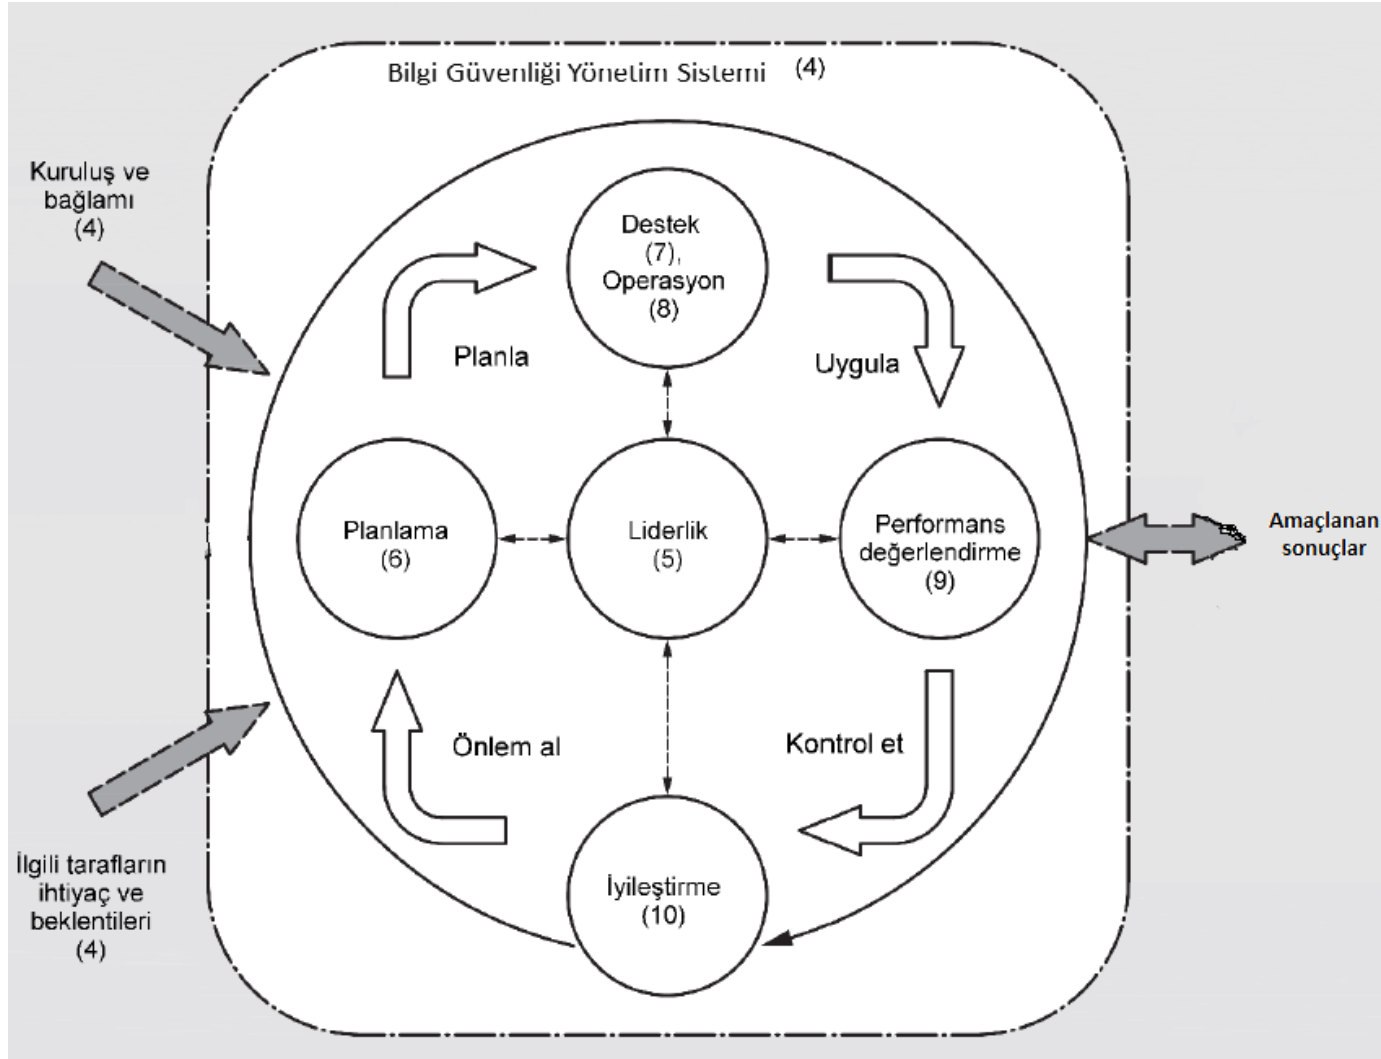 Bilgi Güvenliği Yönetim Sistemi (4)
Kuruluş ve
bağlamı
(4)
Destek
(7),
Operasyon
(8)
Planla
Uygula
Planlama
(6)
Liderlik
(5)
Performans
değerlendirme
(9)
Amaçlanan
sonuçlar
Önlem al
Kontrol et
İlgili tarafların
ihtiyaç ve
beklentileri
(4)
İyileştirme
(10)